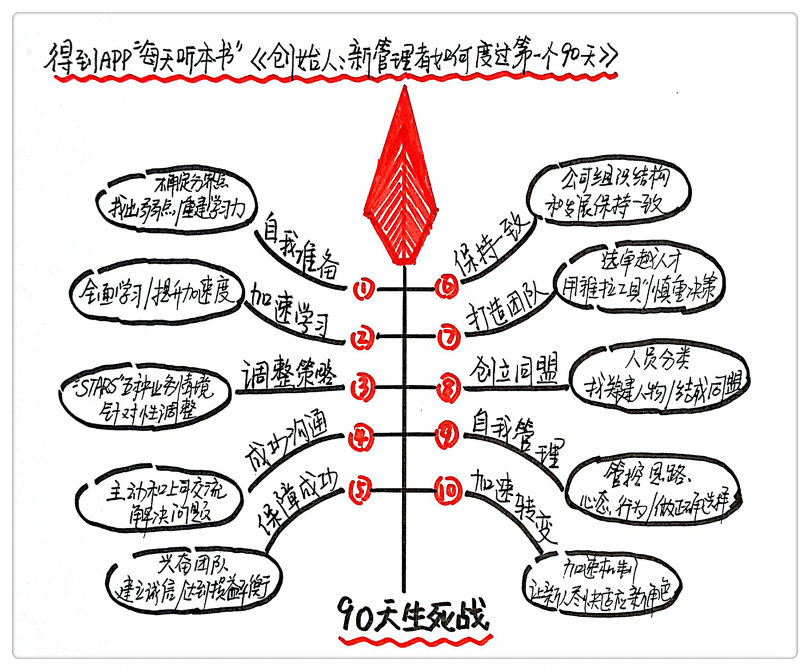 得到APP"每天听本书"《创始人:新管理者如何度过第一个90天》
不再是分界点
找出弱点/重建学习力
自我准备
①
全面学习/提升加速度
加速学习
②
"STARS"五种业务情境
针对性调整
调整策略
③
主动和上司交流
解决问题
成功沟通
④
兴奋团队
建立诚信/达到损益平衡
保障成功
⑤
公司组织结构
和发展保持一致
保持一致
⑥
选卓越人才
用推拉工具/慎重决策
打造团队
⑦
人员分类
找关键人物/结成同盟
创立同盟
⑧
管控思路、
心态、行为/做正确选择
自我管理
⑨
加速机制
让新人尽快适应新角色
加速转变
⑩
90天生死战